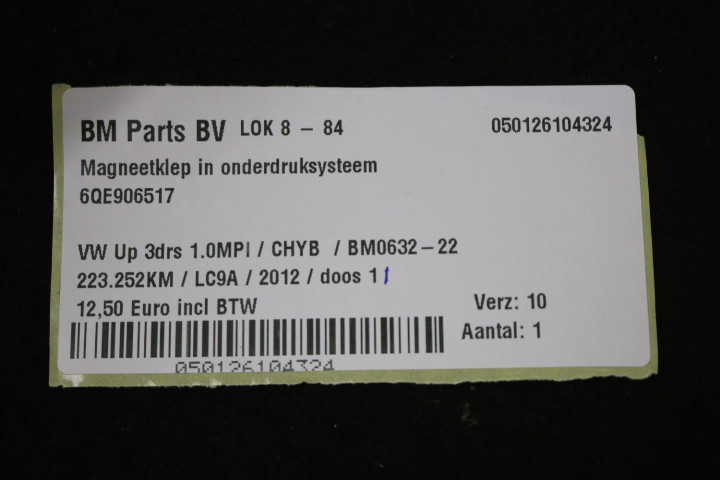 BM Parts BV LOK 8 - 84 050126104324
Magneetklep in onderdruksysteem
6QE906517
VW Up 3drs 1.0MPI / CHYB / BM0632-22
223.252KM / LC9A / 2012 / doos 11
12,50 Euro incl BTW Verz: 10
Aantal: 1
050126104324